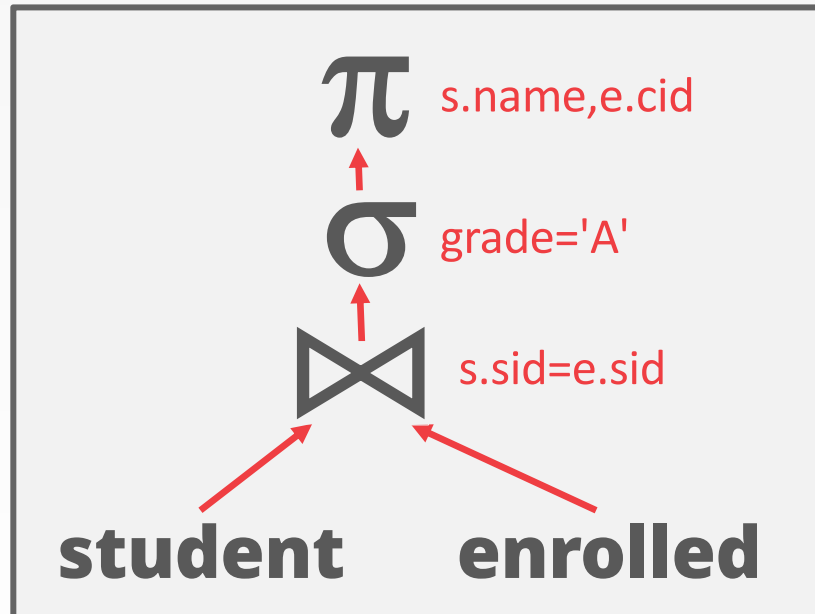 π s.name,e.cid
σ grade='A'
⋈ s.sid=e.sid
student enrolled